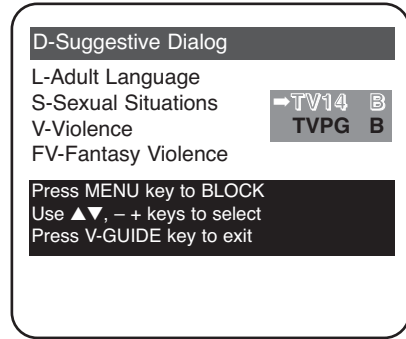 D-Suggestive Dialog
L-Adult Language
S-Sexual Situations ➡TV14 B
V-Violence TVPG B
FV-Fantasy Violence
Press MENU key to BLOCK
Use ▲▼, – + keys to select
Press V-GUIDE key to exit